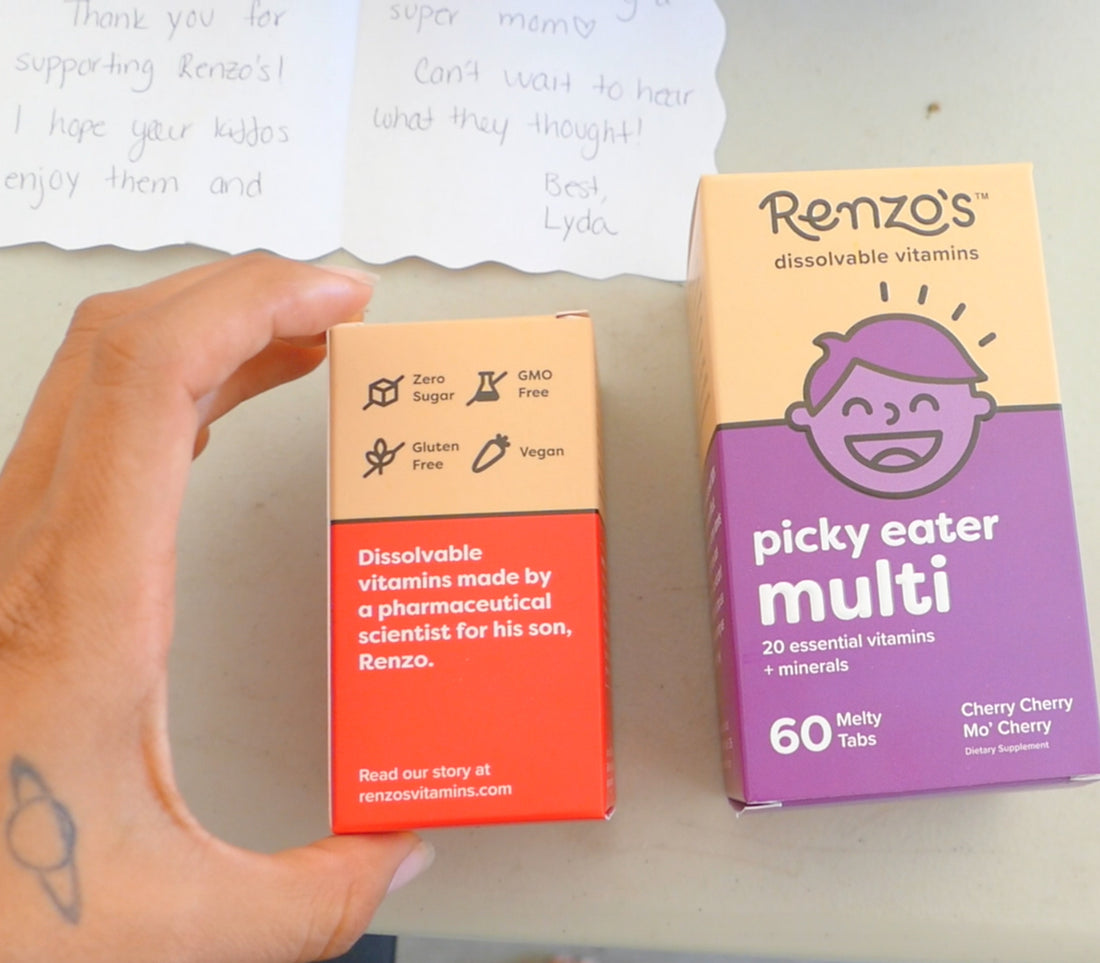 Thank you for
supporting Renzo's!
I hope your kiddos
enjoy them and
super mom♡
Can't wait to hear
what they thought!
Best,
Lyda
Zero
Sugar
GMO
Free
Gluten
Free
Vegan
Dissolvable
vitamins made by
a pharmaceutical
scientist for his son,
Renzo.
Read our story at
renzosvitamins.com
Renzo's™
dissolvable vitamins
picky eater
multi
20 essential vitamins
+ minerals
60 Melty
Tabs
Cherry Cherry
Mo' Cherry
Dietary Supplement